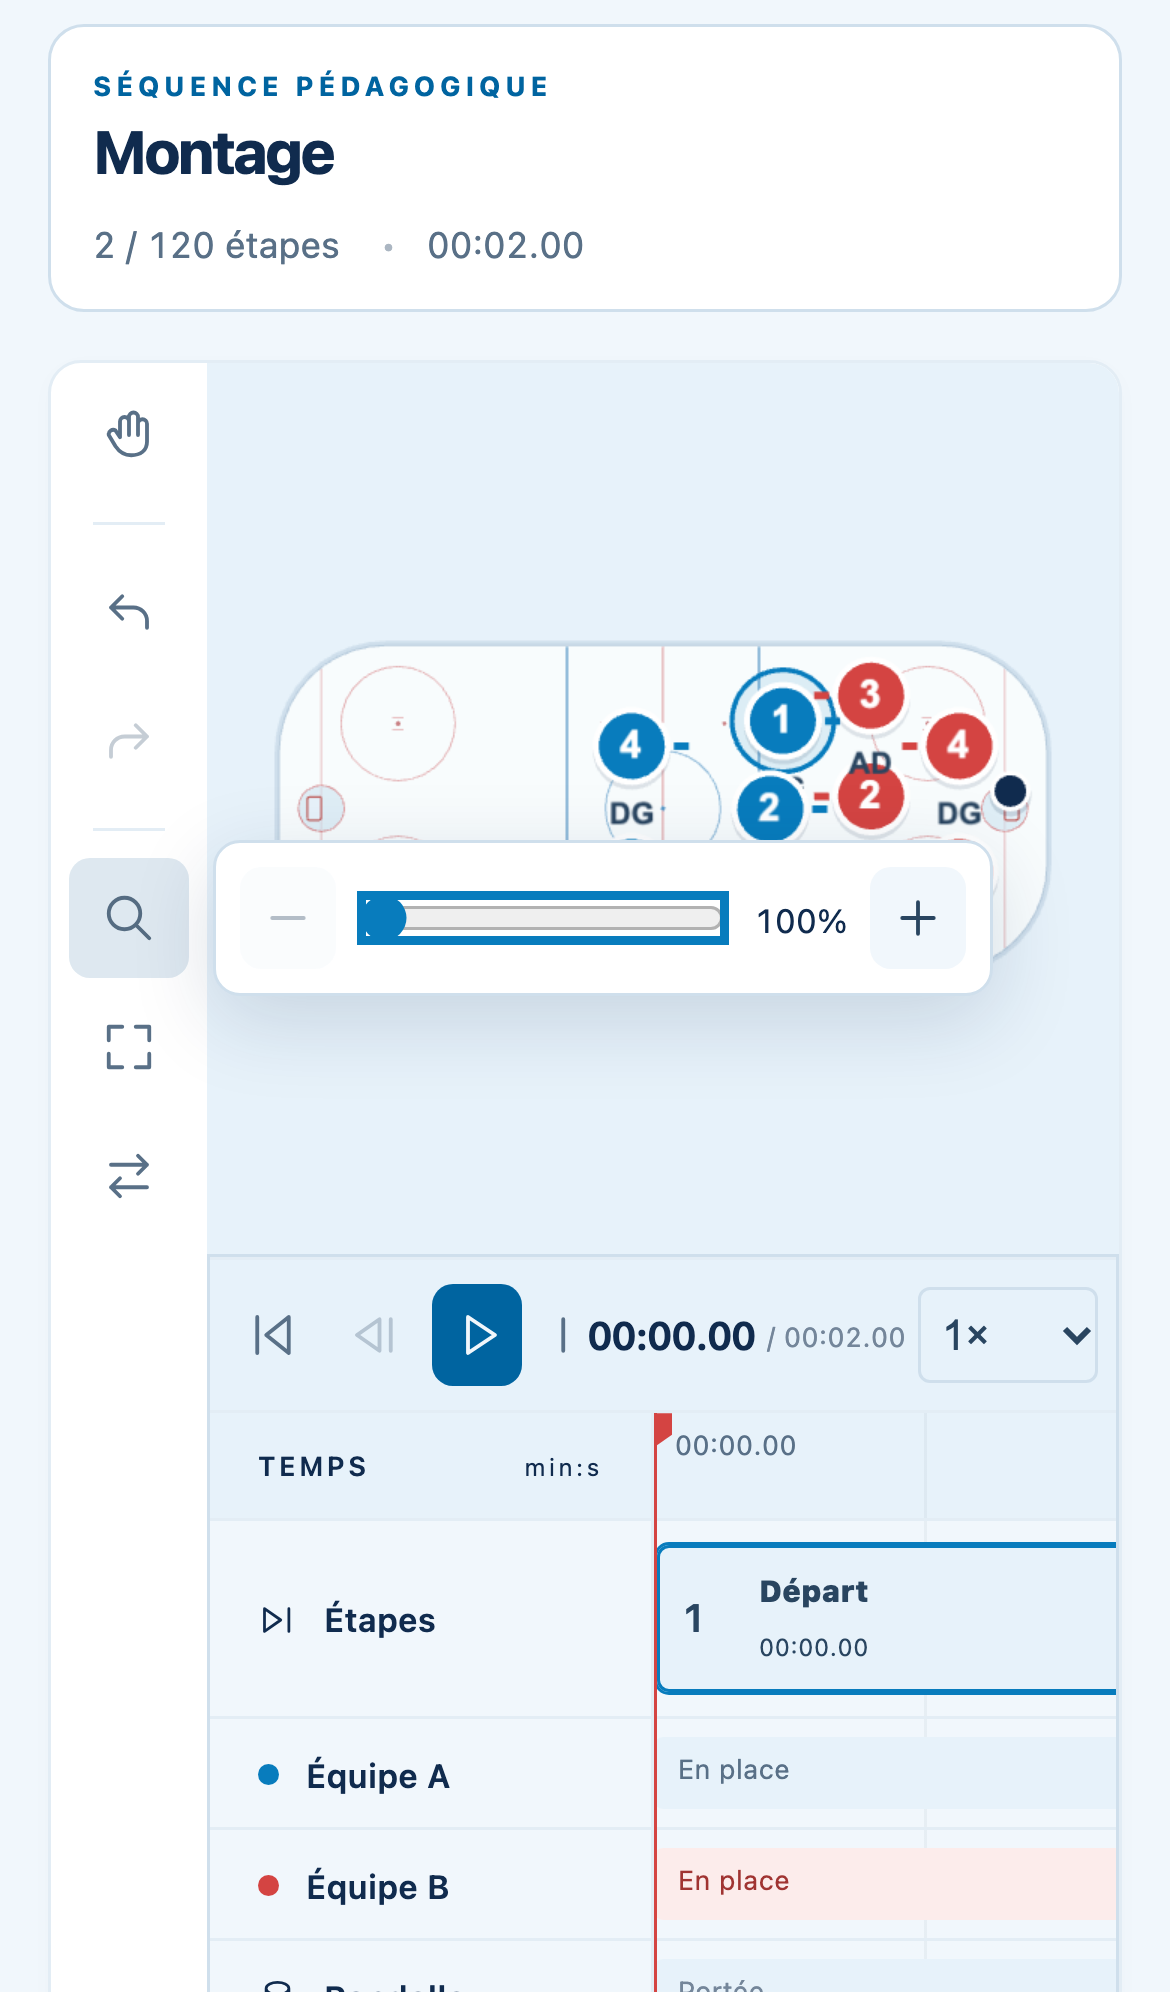 SÉQUENCE PÉDAGOGIQUE
Montage
2 / 120 étapes • 00:02.00
3
1
4
4
AD
2
2
DG
DG
100%
00:00.00 / 00:02.00 1×
TEMPS min:s 00:00.00
1 Départ
00:00.00
Étapes
Équipe A En place
Équipe B En place